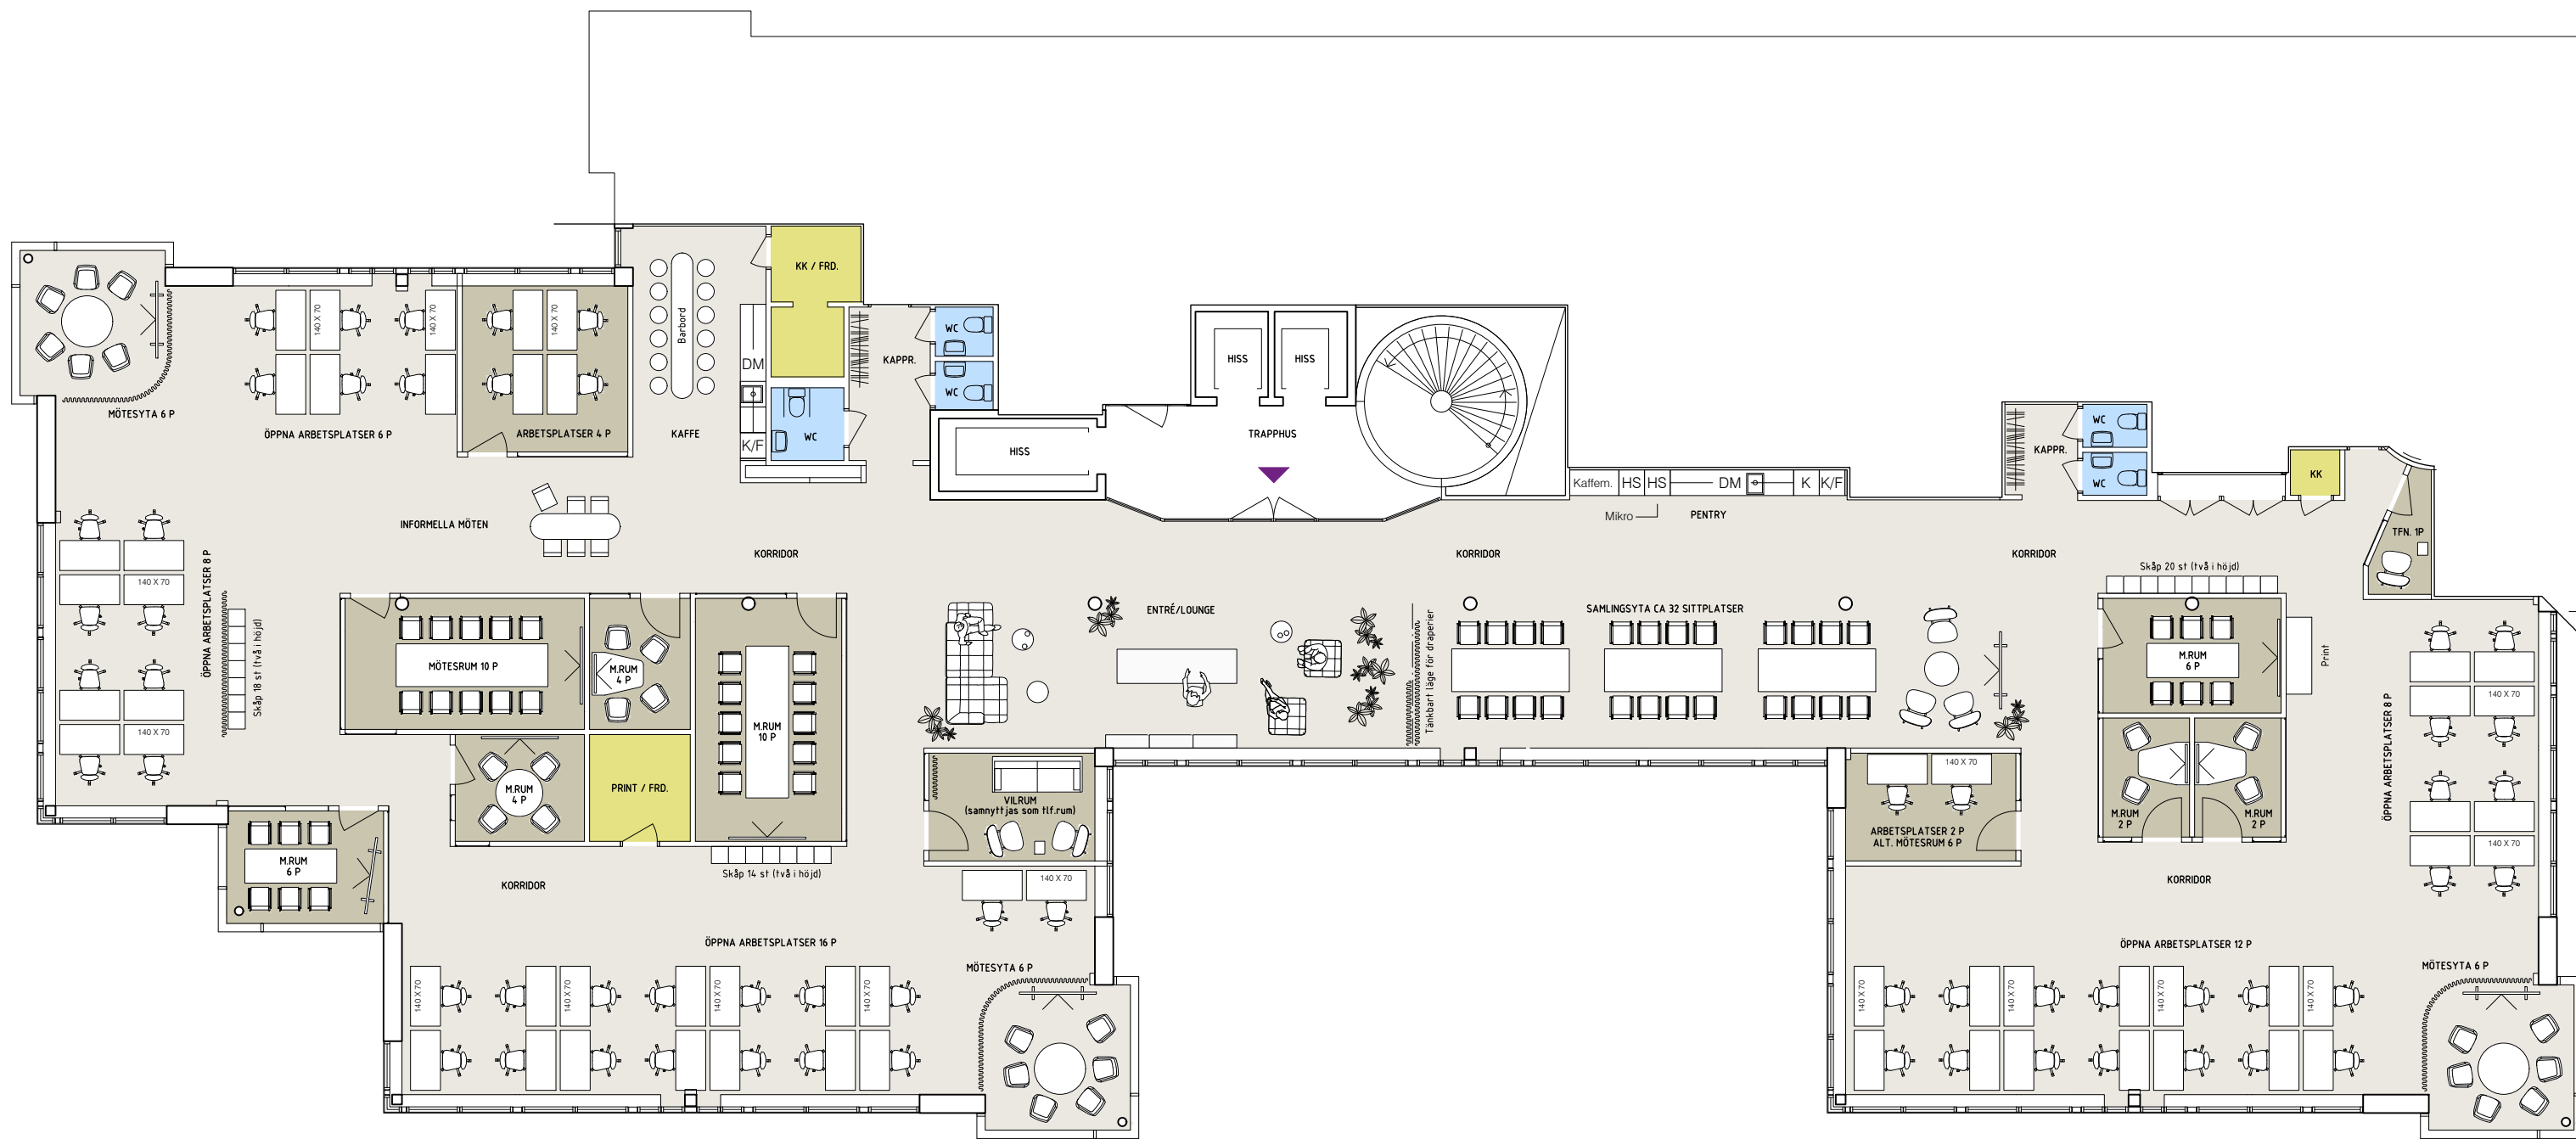 KK / FRD.
140 X 70
140 X 70
140 X 70
Barbord
DM
K/F
WC
KAPPR.
WC
WC
HISS
HISS
HISS
TRAPPHUS
MÖTESYTA 6 P
ÖPPNA ARBETSPLATSER 6 P
ARBETSPLATSER 4 P
KAFFE
Kaffem.
HS
HS
DM
K
K/F
Mikro
PENTRY
KAPPR.
WC
WC
KK
TFN. 1P
INFORMELLA MÖTEN
KORRIDOR
KORRIDOR
KORRIDOR
ÖPPNA ARBETSPLATSER 8 P
140 X 70
140 X 70
Skåp 18 st (två i höjd)
MÖTESRUM 10 P
M.RUM
4 P
M.RUM
10 P
M.RUM
4 P
PRINT / FRD.
M.RUM
6 P
Skåp 14 st (två i höjd)
KORRIDOR
ENTRÉ/LOUNGE
Tänkbart läge för draperier
SAMLINGSYTA CA 32 SITTPLATSER
Skåp 20 st (två i höjd)
M.RUM
6 P
Print
M.RUM
2 P
M.RUM
2 P
ÖPPNA ARBETSPLATSER 8 P
140 X 70
140 X 70
VILRUM
(samnyttjas som tlf.rum)
140 X 70
140 X 70
ARBETSPLATSER 2 P
ALT. MÖTESRUM 6 P
KORRIDOR
ÖPPNA ARBETSPLATSER 16 P
MÖTESYTA 6 P
140 X 70
140 X 70
140 X 70
140 X 70
ÖPPNA ARBETSPLATSER 12 P
MÖTESYTA 6 P
140 X 70
140 X 70
140 X 70
140 X 70